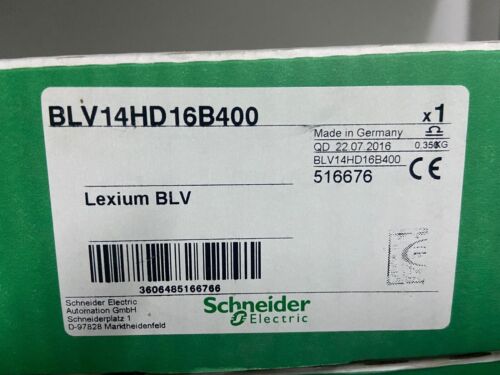 BLV14HD16B400
x1
Made in Germany
QD 22.07.2016
0.350KG
BLV14HD16B400
516676
CE
Lexium BLV
3606485166766
Schneider Electric
Automation GmbH
Schneiderplatz 1
D-97828 Marktheidenfeld
Schneider
Electric